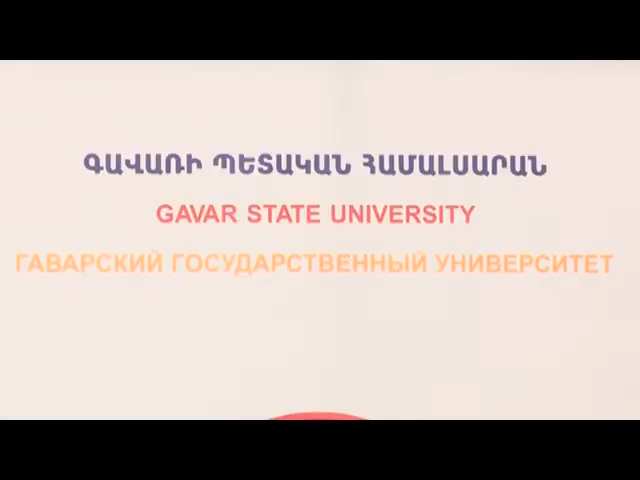 ԳԱՎԱՌԻ ՊԵՏԱԿԱՆ ՀԱՄԱԼՍԱՐԱՆ
GAVAR STATE UNIVERSITY
ГАВАРСКИЙ ГОСУДАРСТВЕННЫЙ УНИВЕРСИТЕТ